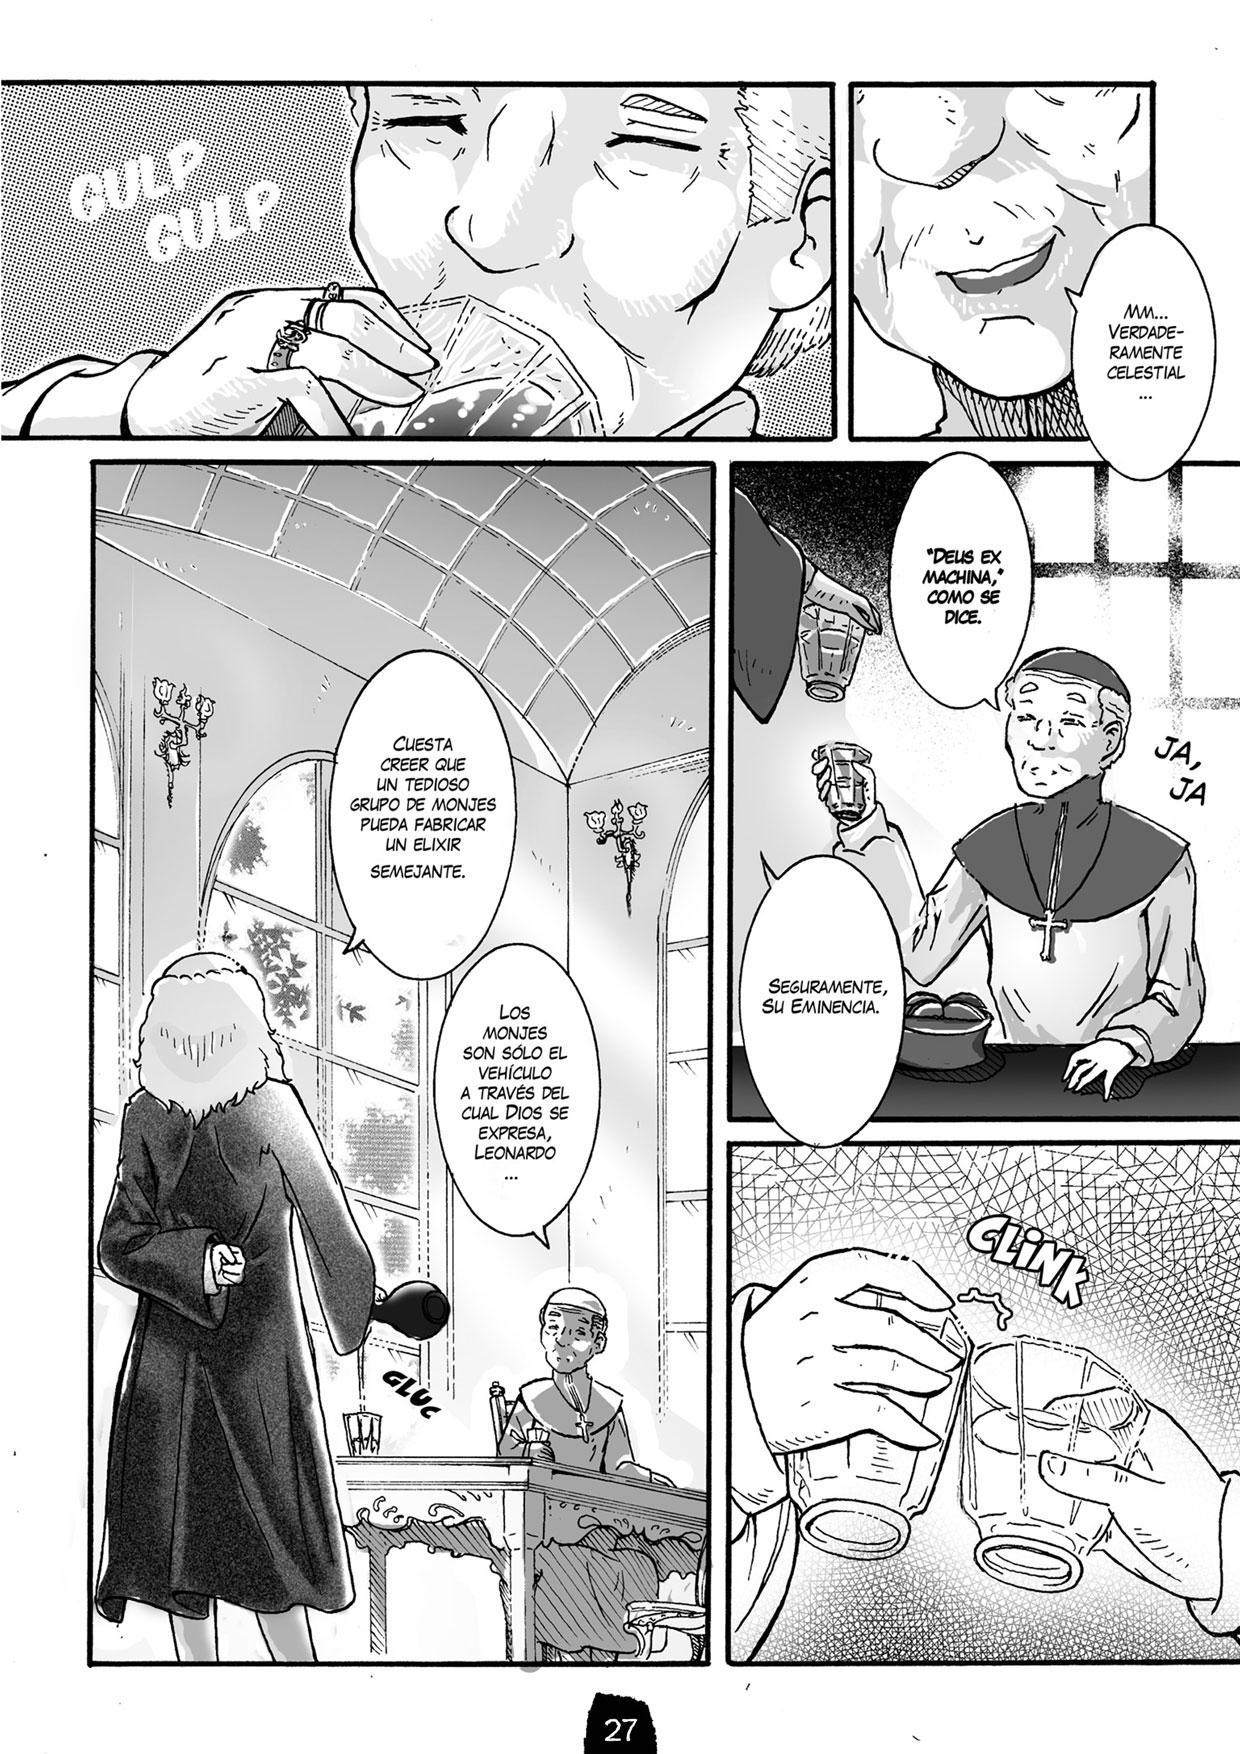 GULP
GULP
MM...
VERDADE-
RAMENTE
CELESTIAL
...
CUESTA
CREER QUE
UN TEDIOSO
GRUPO DE MONJES
PUEDA FABRICAR
UN ELIXIR
SEMEJANTE.
LOS
MONJES
SON SÓLO EL
VEHÍCULO
A TRAVÉS DEL
CUAL DIOS SE
EXPRESA,
LEONARDO
...
GLUC
"DEUS EX
MACHINA,"
COMO SE
DICE.
JA,
JA
SEGURAMENTE,
SU EMINENCIA.
CLINK
27